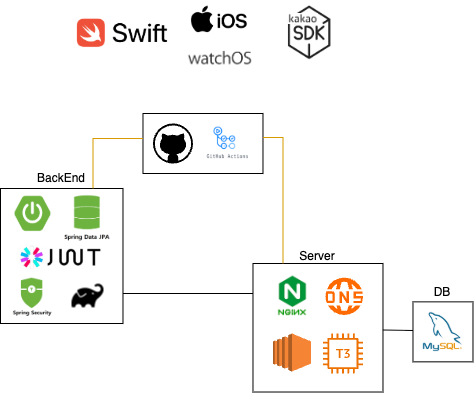 Swift
iOS
watchOS
kakao
SDK
GitHub Actions
BackEnd
Spring Data JPA
JWT
Spring Security
Server
NGINX
DNS
T3
DB
MySQL